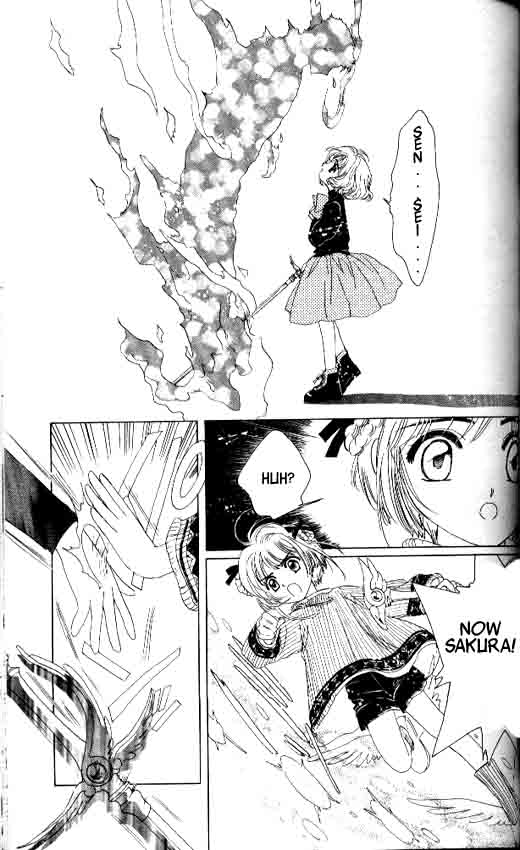 SEN . .
SEI . . .
HUH?
NOW
SAKURA!